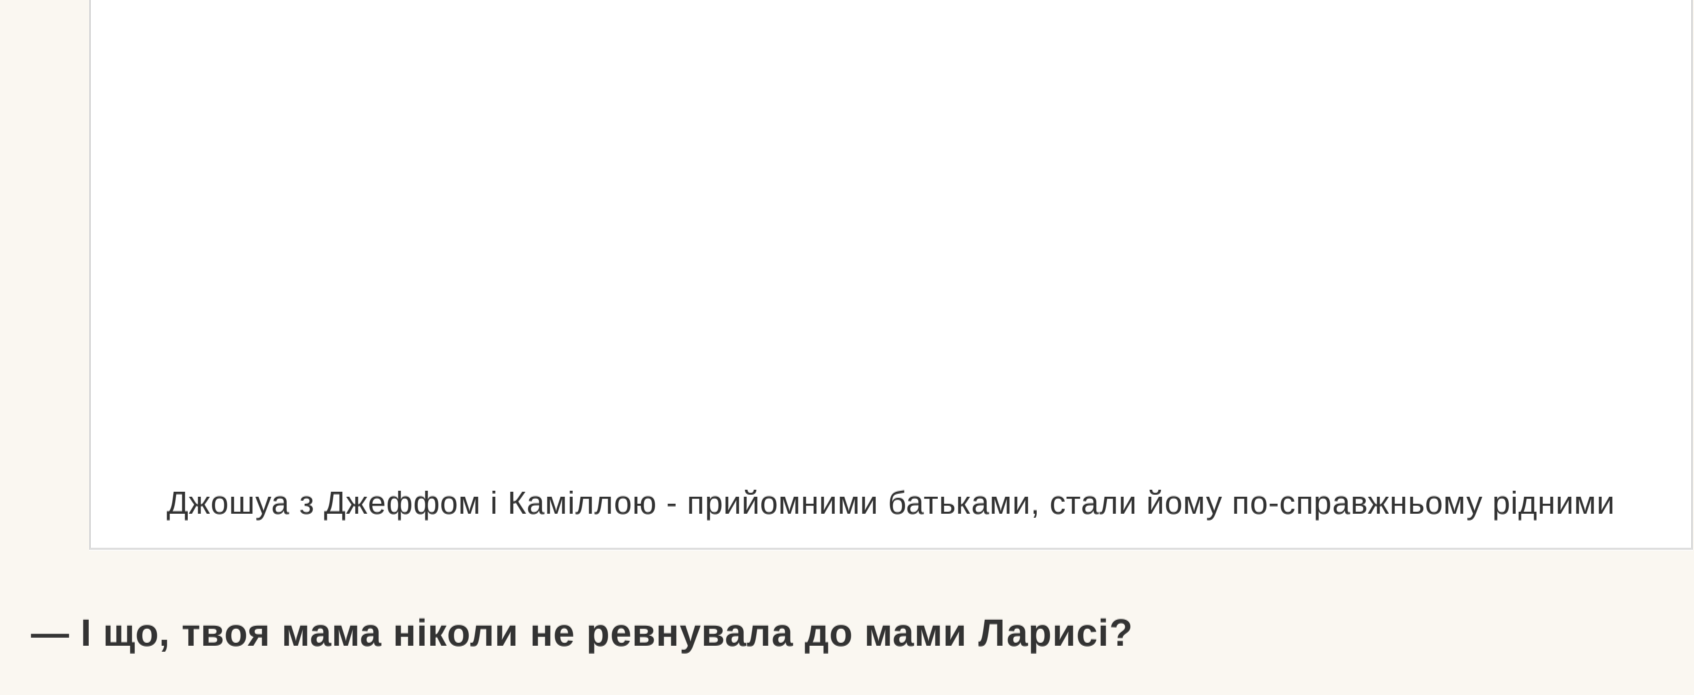 Джошуа з Джеффом і Каміллою - прийомними батьками, стали йому по-справжньому рідними
— І що, твоя мама ніколи не ревнувала до мами Ларисі?